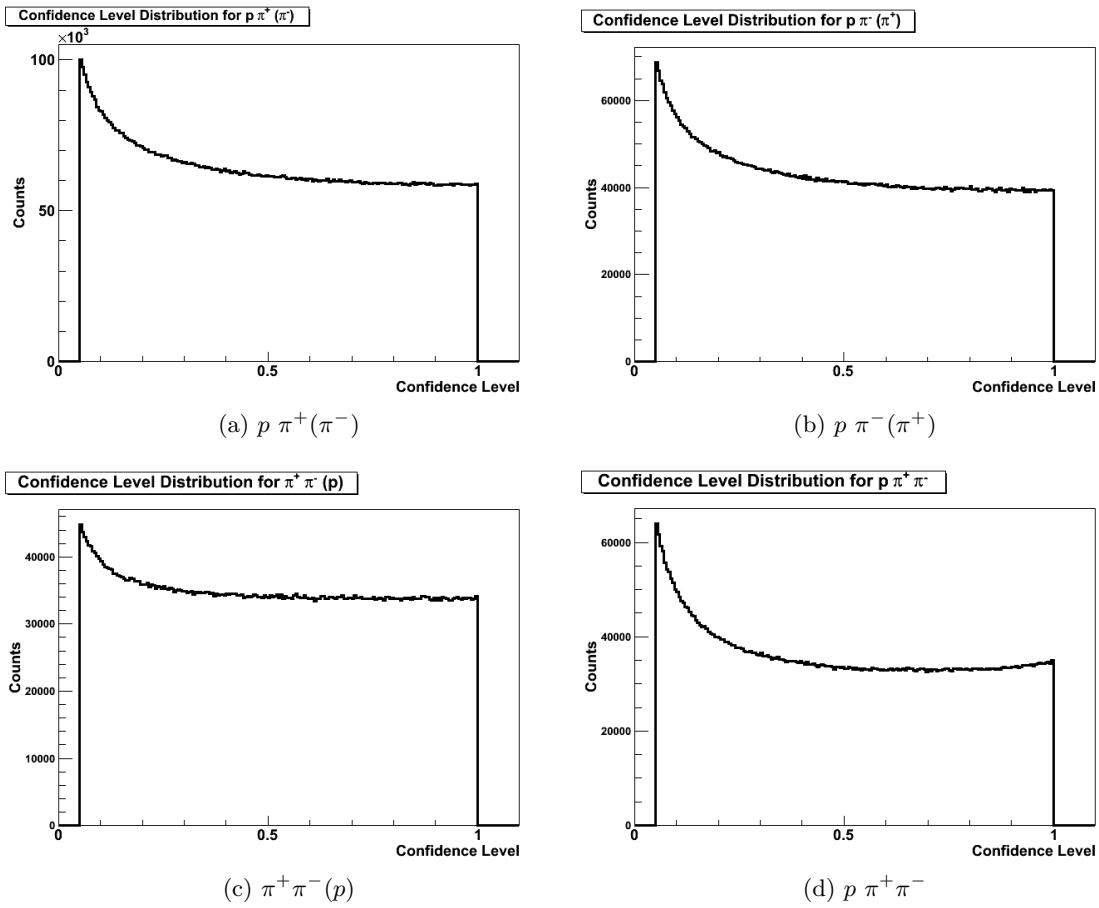 Confidence Level Distribution for p π⁺ (π⁻)
×10³
100
50
0
Counts
0 0.5 1
Confidence Level
(a) p π⁺(π⁻)
Confidence Level Distribution for p π⁻ (π⁺)
60000
40000
20000
0
Counts
0 0.5 1
Confidence Level
(b) p π⁻(π⁺)
Confidence Level Distribution for π⁺ π⁻ (p)
40000
30000
20000
10000
0
Counts
0 0.5 1
Confidence Level
(c) π⁺π⁻(p)
Confidence Level Distribution for p π⁺ π⁻
60000
40000
20000
0
Counts
0 0.5 1
Confidence Level
(d) p π⁺π⁻